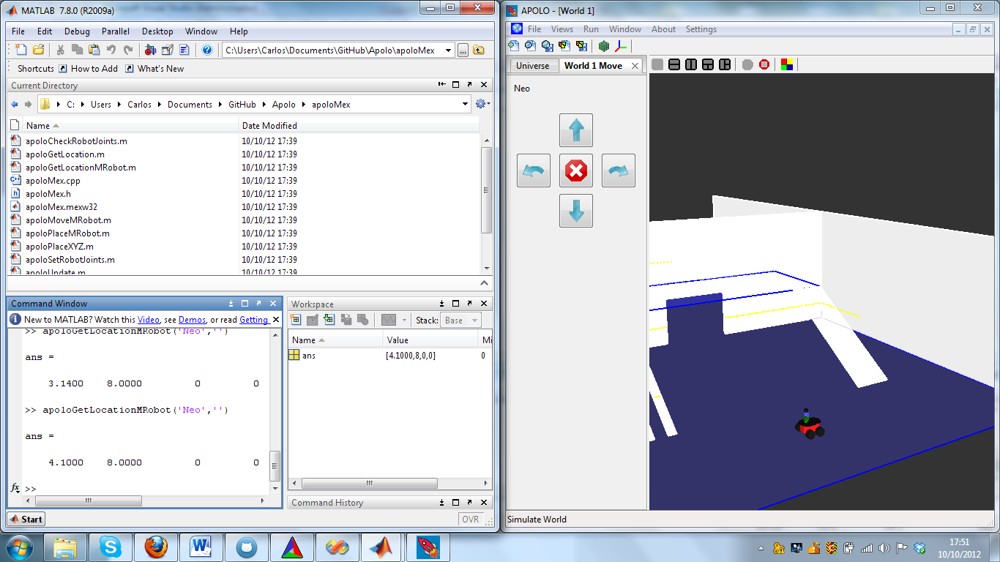 MATLAB 7.8.0 (R2009a)
File Edit Debug Parallel Desktop Window Help
C:\Users\Carlos\Documents\GitHub\Apolo\apoloMex
Shortcuts How to Add What's New
Current Directory
C: Users Carlos Documents GitHub Apolo apoloMex
Name Date Modified
apoloCheckRobotJoints.m 10/10/12 17:39
apoloGetLocation.m 10/10/12 17:39
apoloGetLocationMRobot.m 10/10/12 17:39
apoloMex.cpp 10/10/12 17:39
apoloMex.h 10/10/12 17:39
apoloMex.mexw32 10/10/12 17:39
apoloMoveMRobot.m 10/10/12 17:39
apoloPlaceMRobot.m 10/10/12 17:39
apoloPlaceXYZ.m 10/10/12 17:39
apoloSetRobotJoints.m 10/10/12 17:39
apoloUpdate.m 10/10/12 17:39
Command Window
New to MATLAB? Watch this Video, see Demos, or read Getting
>> apoloGetLocationMRobot('Neo','')
ans =
3.1400 8.0000 0 0
>> apoloGetLocationMRobot('Neo','')
ans =
4.1000 8.0000 0 0
fx >>
Workspace
Stack: Base
Name Value Mi
ans [4.1000,8,0,0] 0
Command History
Start
OVR
APOLO - [World 1]
File Views Run Window About Settings
Universe World 1 Move
Neo
Simulate World
17:51
10/10/2012